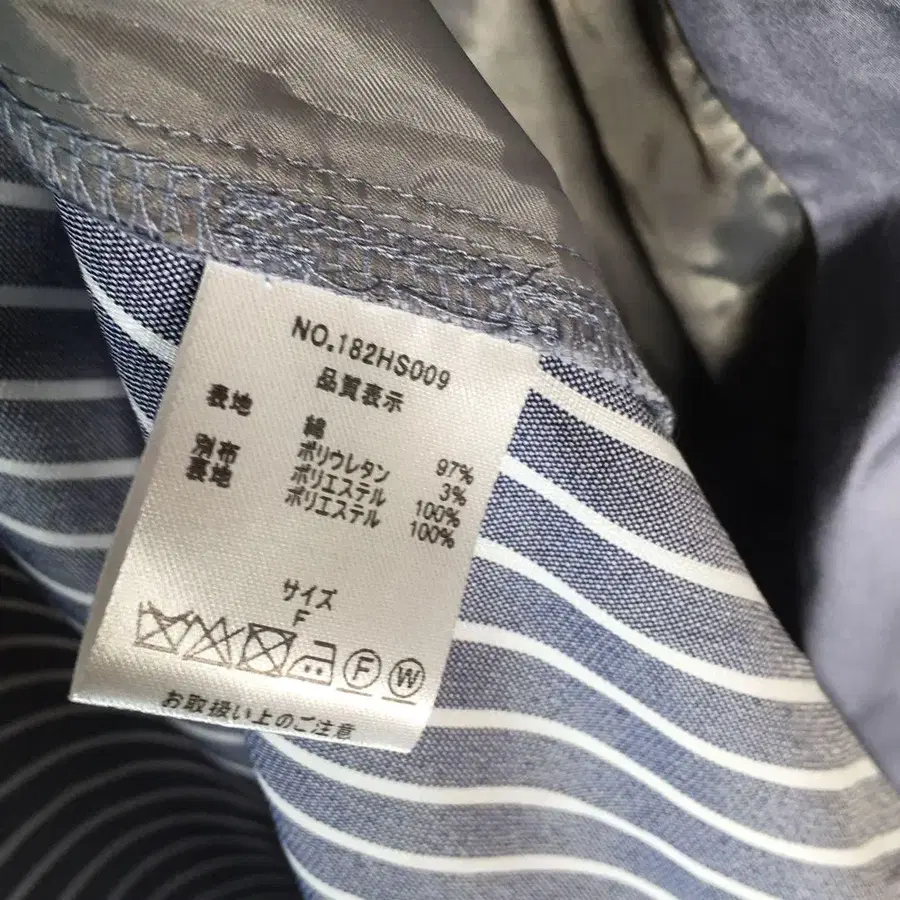 NO.182HS009
品質表示
表地 綿 97%
ポリウレタン 3%
別布 ポリエステル 100%
裏地 ポリエステル 100%
サイズ
F
F W
お取扱い上のご注意